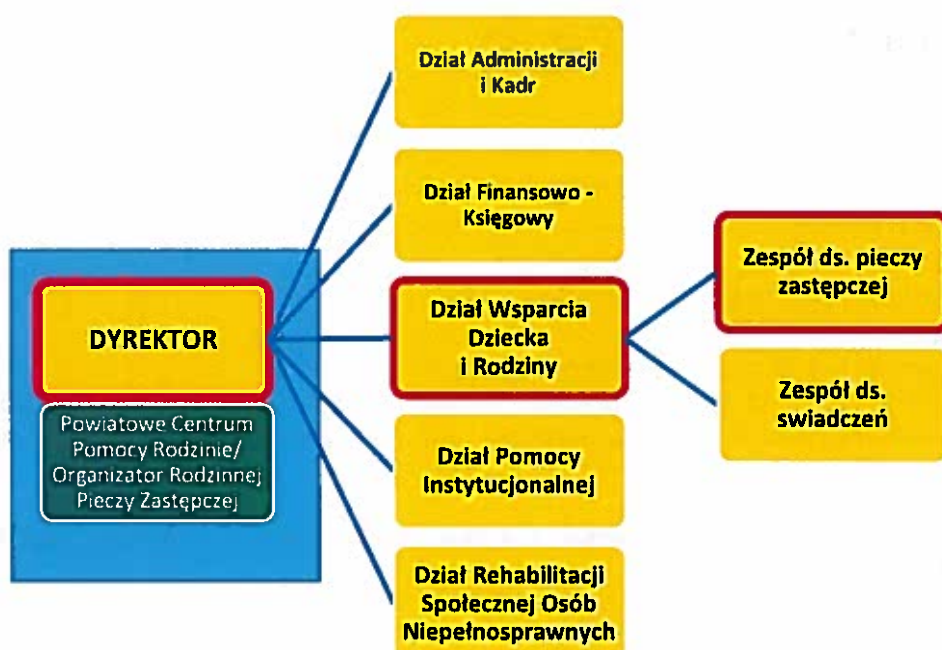 Dział Administracji
i Kadr
Dział Finansowo -
Księgowy
DYREKTOR
Powiatowe Centrum
Pomocy Rodzinie/
Organizator Rodzinnej
Pieczy Zastępczej
Dział Wsparcia
Dziecka
i Rodziny
Zespół ds. pieczy
zastępczej
Zespół ds.
swiadczeń
Dział Pomocy
Instytucjonalnej
Dział Rehabilitacji
Społecznej Osób
Niepełnosprawnych